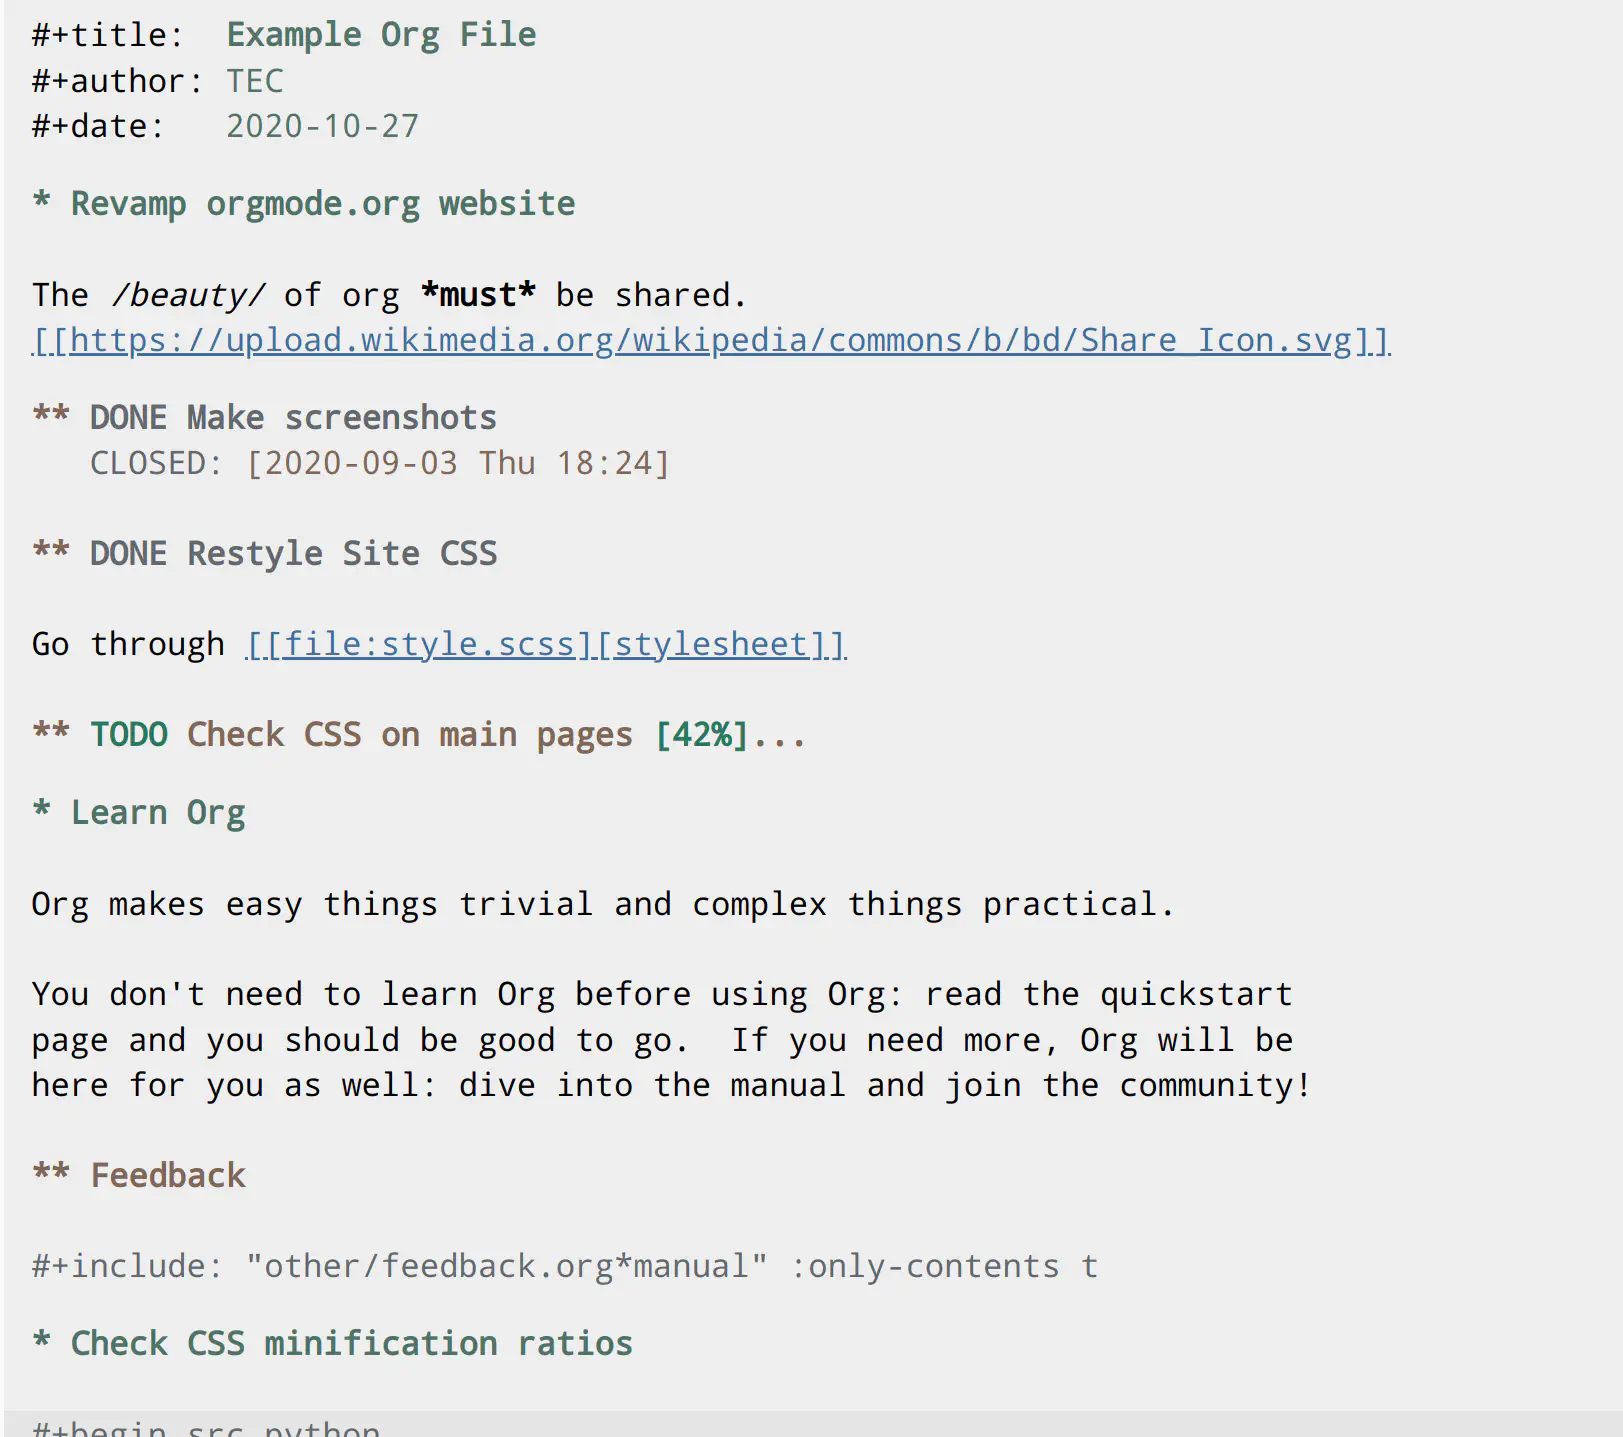 #+title:  Example Org File
#+author: TEC
#+date:   2020-10-27
* Revamp orgmode.org website
The /beauty/ of org *must* be shared.
[[https://upload.wikimedia.org/wikipedia/commons/b/bd/Share_Icon.svg]]
** DONE Make screenshots
   CLOSED: [2020-09-03 Thu 18:24]
** DONE Restyle Site CSS
Go through [[file:style.scss][stylesheet]]
** TODO Check CSS on main pages [42%]...
* Learn Org
Org makes easy things trivial and complex things practical.
You don't need to learn Org before using Org: read the quickstart
page and you should be good to go.  If you need more, Org will be
here for you as well: dive into the manual and join the community!
** Feedback
#+include: "other/feedback.org*manual" :only-contents t
* Check CSS minification ratios
#+begin_src python